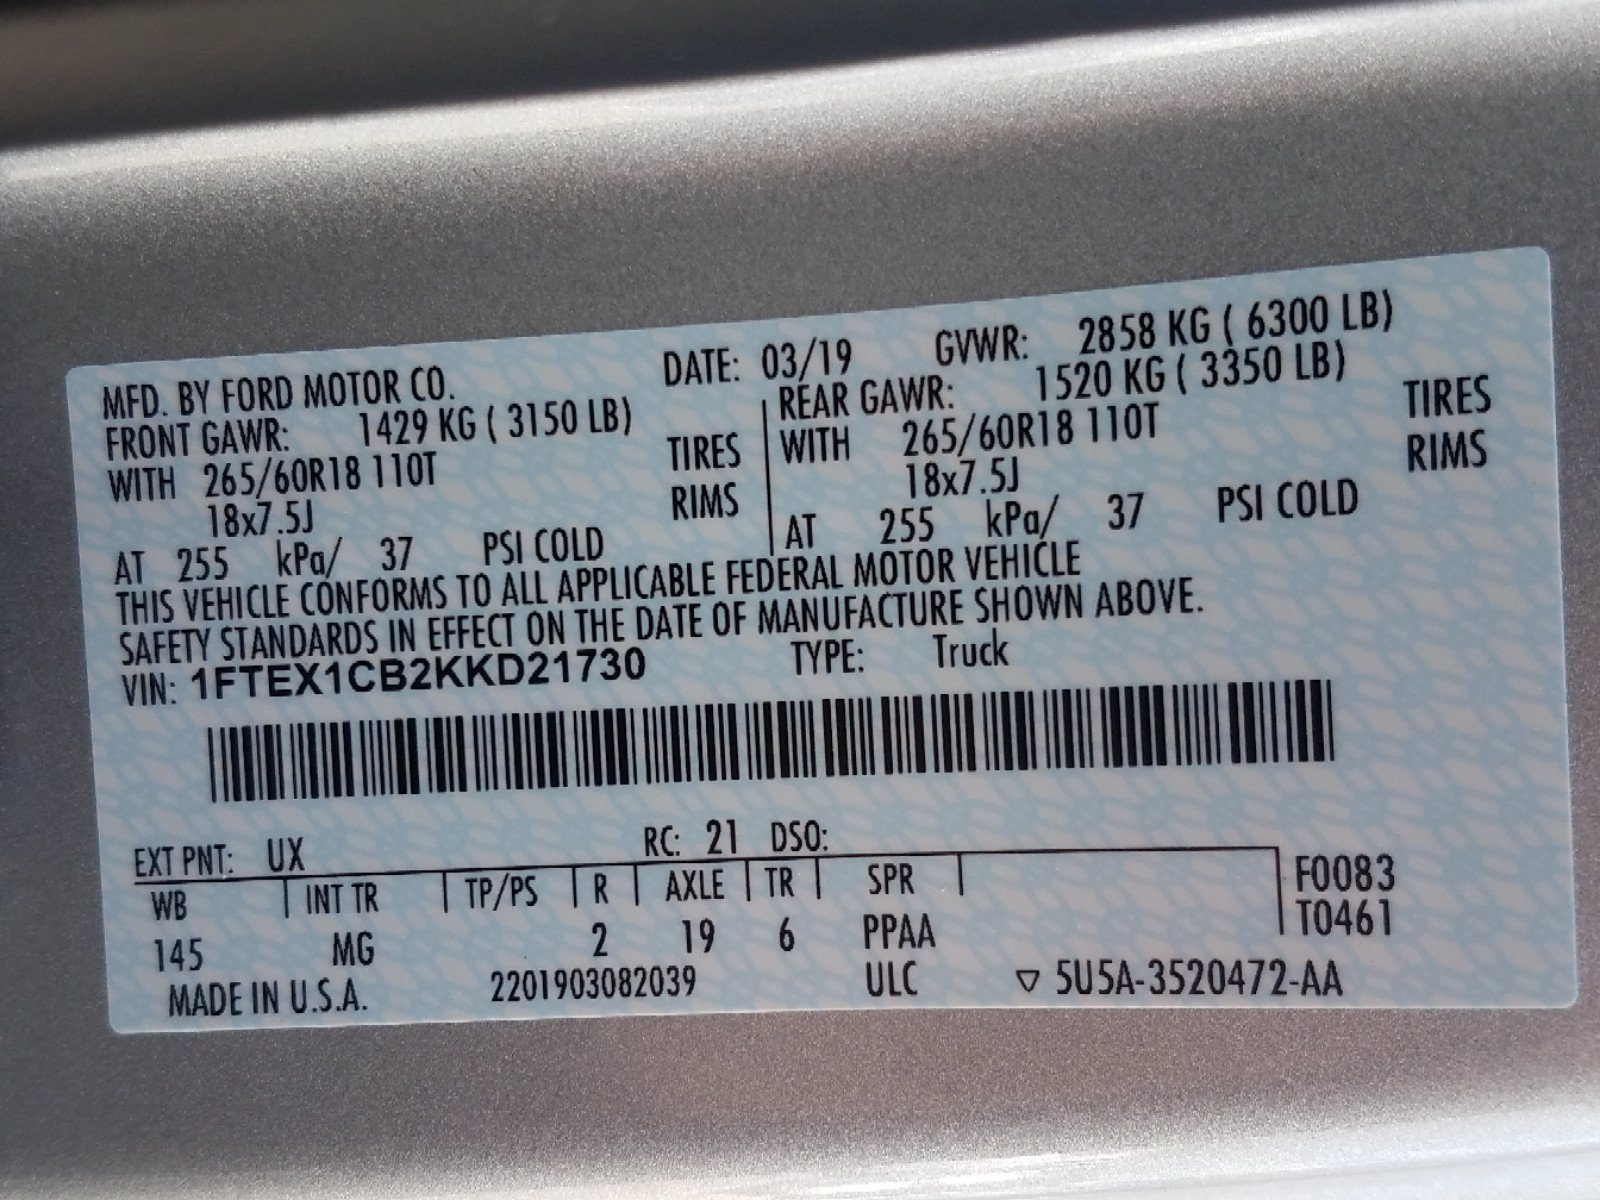 MFD. BY FORD MOTOR CO. DATE: 03/19 GVWR: 2858 KG ( 6300 LB)
FRONT GAWR: 1429 KG ( 3150 LB) REAR GAWR: 1520 KG ( 3350 LB)
WITH 265/60R18 110T TIRES WITH 265/60R18 110T TIRES
18x7.5J RIMS 18x7.5J RIMS
AT 255 kPa/ 37 PSI COLD AT 255 kPa/ 37 PSI COLD
THIS VEHICLE CONFORMS TO ALL APPLICABLE FEDERAL MOTOR VEHICLE
SAFETY STANDARDS IN EFFECT ON THE DATE OF MANUFACTURE SHOWN ABOVE.
VIN: 1FTEX1CB2KKD21730 TYPE: Truck
EXT PNT: UX RC: 21 DSO:
WB INT TR TP/PS R AXLE TR SPR F0083
145 MG 2 19 6 PPAA T0461
MADE IN U.S.A. 2201903082039 ULC ▽ 5U5A-3520472-AA